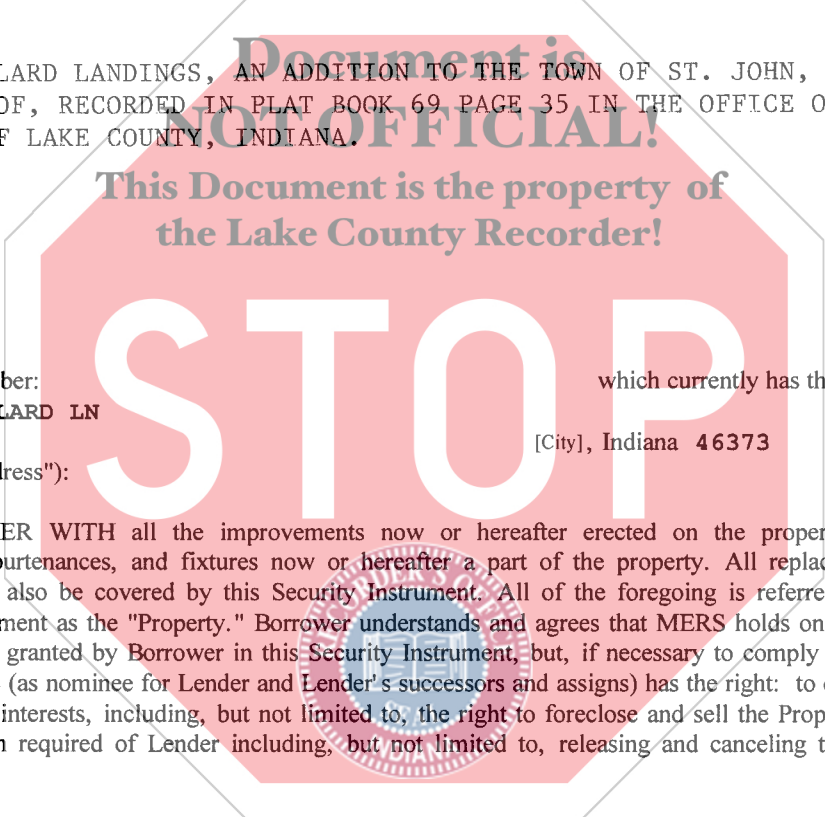 Document is
LARD LANDINGS, AN ADDITION TO THE TOWN OF ST. JOHN,
OF, RECORDED IN PLAT BOOK 69 PAGE 35 IN THE OFFICE O
NOT OFFICIAL!
F LAKE COUNTY, INDIANA.
This Document is the property of
the Lake County Recorder!
STOP
ber: which currently has th
LARD LN
[City], Indiana 46373
dress"):
ER WITH all the improvements now or hereafter erected on the proper
purtenances, and fixtures now or hereafter a part of the property. All replac
also be covered by this Security Instrument. All of the foregoing is referre
ment as the "Property." Borrower understands and agrees that MERS holds on
granted by Borrower in this Security Instrument, but, if necessary to comply
(as nominee for Lender and Lender's successors and assigns) has the right: to
interests, including, but not limited to, the right to foreclose and sell the Prop
n required of Lender including, but not limited to, releasing and canceling t
RECORDER'S OFFICE
INDIANA